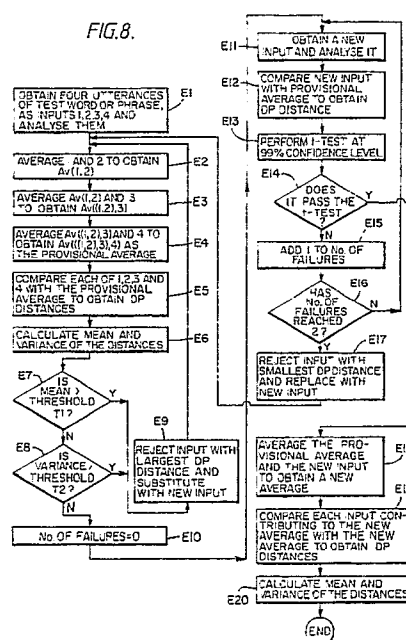 FIG.8.
OBTAIN FOUR UTTERANCES
OF TEST WORD OR PHRASE,
AS INPUTS 1,2,3,4 AND
ANALYSE THEM
E1
AVERAGE 1 AND 2 TO OBTAIN
Av(1,2)
E2
AVERAGE Av(1,2) AND 3
TO OBTAIN Av((1,2),3)
E3
AVERAGE Av((1,2),3) AND 4 TO
OBTAIN Av(((1,2),3),4) AS
THE PROVISIONAL AVERAGE
E4
COMPARE EACH OF 1,2,3 AND
4 WITH THE PROVISIONAL
AVERAGE TO OBTAIN DP
DISTANCES
E5
CALCULATE MEAN AND
VARIANCE OF THE DISTANCES
E6
E7
IS
MEAN >
THRESHOLD
T1?
Y
N
E8
IS
VARIANCE >
THRESHOLD
T2?
Y
N
E9
REJECT INPUT WITH
LARGEST DP
DISTANCE AND
SUBSTITUTE
WITH NEW INPUT
No OF FAILURES=0
E10
E11
OBTAIN A NEW
INPUT AND ANALYSE IT
E12
COMPARE NEW INPUT
WITH PROVISIONAL
AVERAGE TO OBTAIN
DP DISTANCE
E13
PERFORM t-TEST AT
99% CONFIDENCE LEVEL
E14
DOES
IT PASS THE
t-TEST
?
Y
N
E15
ADD 1 TO No. OF
FAILURES
E16
HAS
No. OF
FAILURES
REACHED
2?
N
Y
E17
REJECT INPUT WITH
SMALLEST DP DISTANCE
AND REPLACE WITH
NEW INPUT
AVERAGE THE PRO-
VISIONAL AVERAGE
AND THE NEW INPUT
TO OBTAIN A NEW
AVERAGE
COMPARE EACH INPUT CON-
TRIBUTING TO THE NEW
AVERAGE WITH THE NEW
AVERAGE TO OBTAIN DP
DISTANCES
E20
CALCULATE MEAN AND
VARIANCE OF THE DISTANCES
END